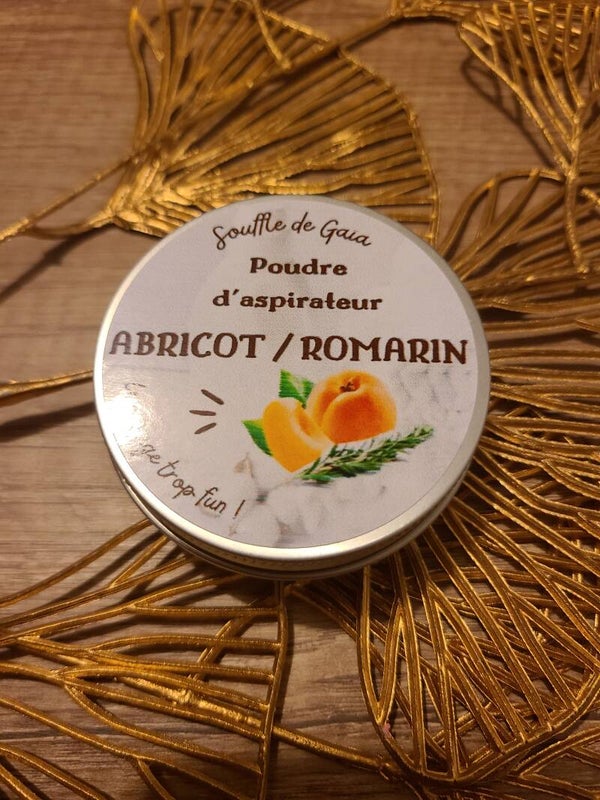 Souffle de Gaia
Poudre
d'aspirateur
ABRICOT / ROMARIN
trop fun !